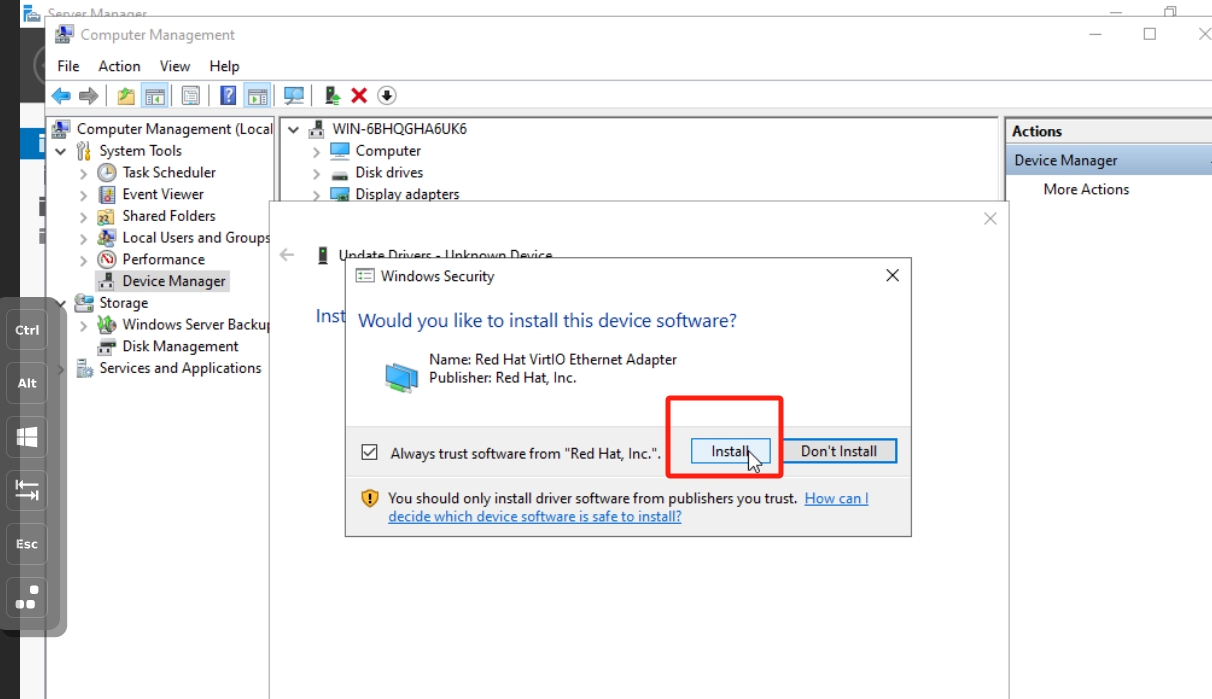 Server Manager
Computer Management
File Action View Help
Computer Management (Local
System Tools
Task Scheduler
Event Viewer
Shared Folders
Local Users and Groups
Performance
Device Manager
Storage
Windows Server Backup
Disk Management
Services and Applications
WIN-6BHQGHA6UK6
Computer
Disk drives
Display adapters
Actions
Device Manager
More Actions
Update Drivers - Unknown Device
Inst
Windows Security
Would you like to install this device software?
Name: Red Hat VirtIO Ethernet Adapter
Publisher: Red Hat, Inc.
Always trust software from "Red Hat, Inc.".
Install
Don't Install
You should only install driver software from publishers you trust. How can I
decide which device software is safe to install?
Ctrl
Alt
Esc